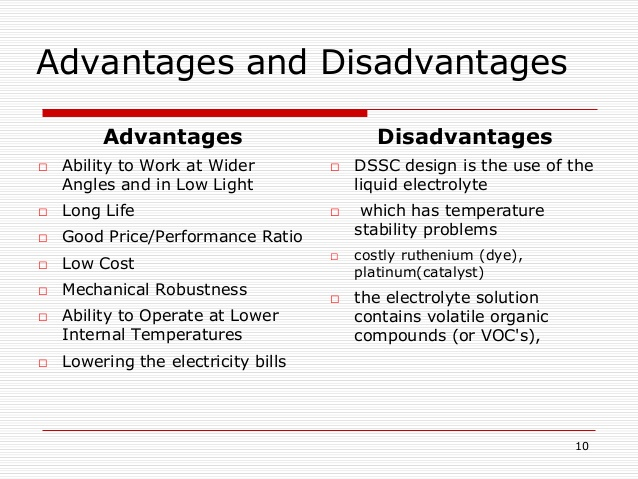 Advantages and Disadvantages
Advantages
Ability to Work at Wider
Angles and in Low Light
Long Life
Good Price/Performance Ratio
Low Cost
Mechanical Robustness
Ability to Operate at Lower
Internal Temperatures
Lowering the electricity bills
Disadvantages
DSSC design is the use of the
liquid electrolyte
which has temperature
stability problems
costly ruthenium (dye),
platinum(catalyst)
the electrolyte solution
contains volatile organic
compounds (or VOC's),
10